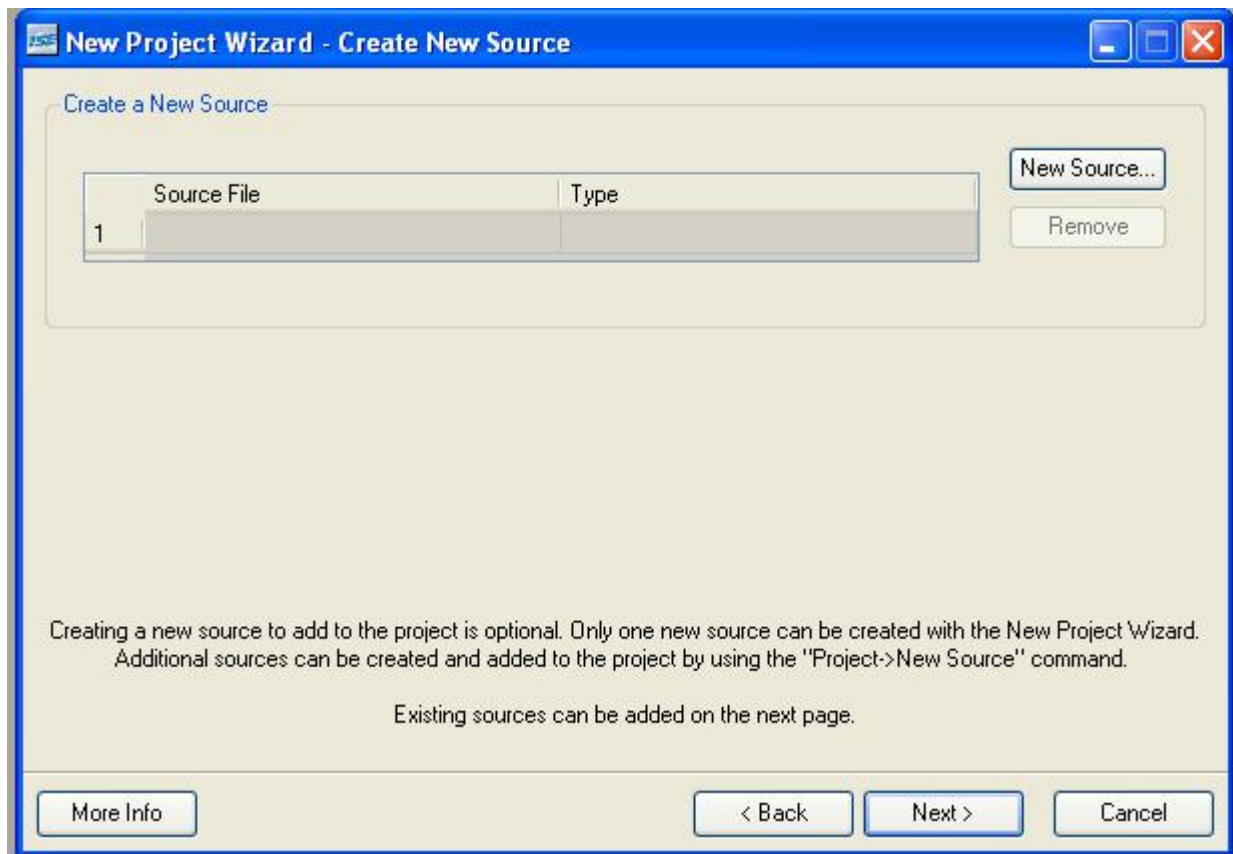 ISE New Project Wizard - Create New Source
Create a New Source
New Source...
Source File Type
1
Remove
Creating a new source to add to the project is optional. Only one new source can be created with the New Project Wizard.
Additional sources can be created and added to the project by using the "Project->New Source" command.
Existing sources can be added on the next page.
More Info < Back Next > Cancel